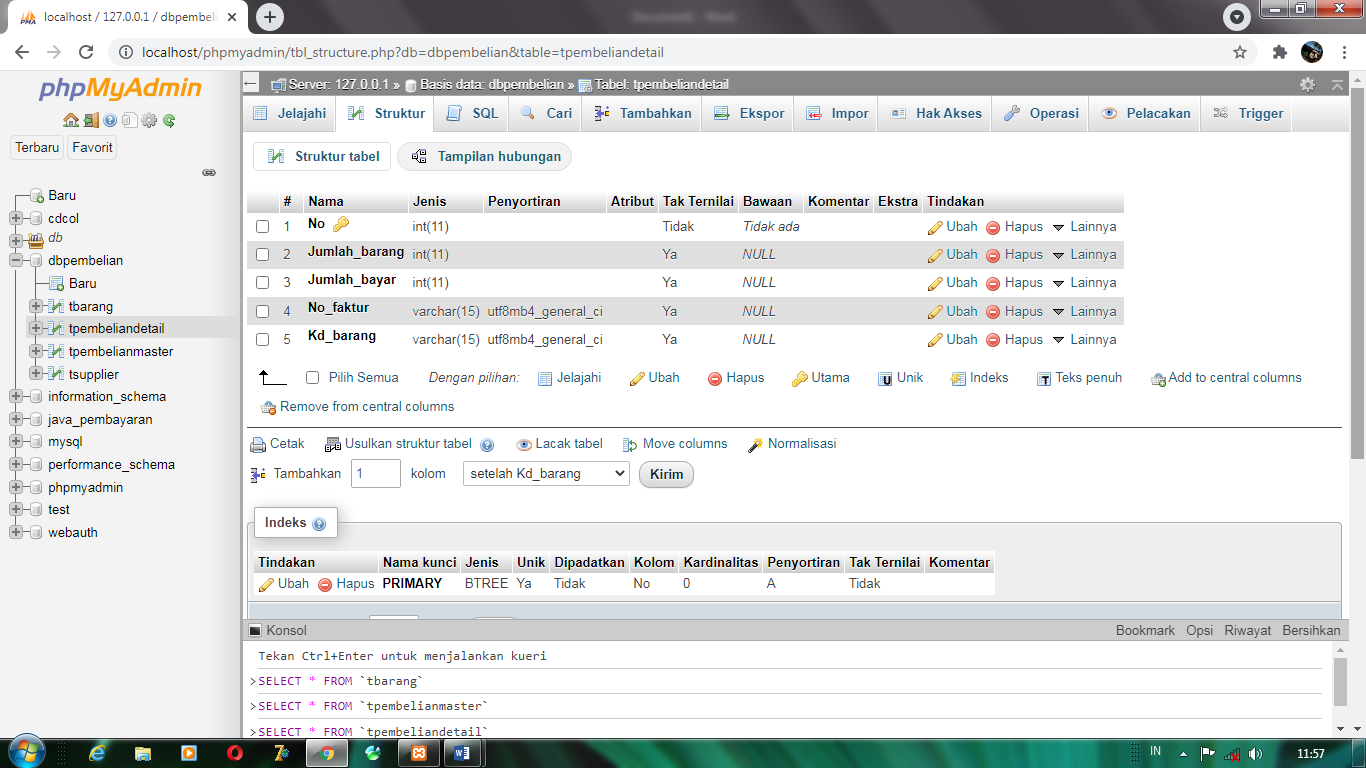 localhost / 127.0.0.1 / dbpembeli
Document1 - Word
localhost/phpmyadmin/tbl_structure.php?db=dbpembelian&table=tpembeliandetail
phpMyAdmin
Terbaru Favorit
Baru
cdcol
db
dbpembelian
Baru
tbarang
tpembeliandetail
tpembelianmaster
tsupplier
information_schema
java_pembayaran
mysql
performance_schema
phpmyadmin
test
webauth
Server: 127.0.0.1 » Basis data: dbpembelian » Tabel: tpembeliandetail
Jelajahi Struktur SQL Cari Tambahkan Ekspor Impor Hak Akses Operasi Pelacakan Trigger
Struktur tabel Tampilan hubungan
# Nama Jenis Penyortiran Atribut Tak Ternilai Bawaan Komentar Ekstra Tindakan
1 No int(11) Tidak Tidak ada Ubah Hapus Lainnya
2 Jumlah_barang int(11) Ya NULL Ubah Hapus Lainnya
3 Jumlah_bayar int(11) Ya NULL Ubah Hapus Lainnya
4 No_faktur varchar(15) utf8mb4_general_ci Ya NULL Ubah Hapus Lainnya
5 Kd_barang varchar(15) utf8mb4_general_ci Ya NULL Ubah Hapus Lainnya
Pilih Semua Dengan pilihan: Jelajahi Ubah Hapus Utama Unik Indeks Teks penuh Add to central columns
Remove from central columns
Cetak Usulkan struktur tabel Lacak tabel Move columns Normalisasi
Tambahkan 1 kolom setelah Kd_barang Kirim
Indeks
Tindakan Nama kunci Jenis Unik Dipadatkan Kolom Kardinalitas Penyortiran Tak Ternilai Komentar
Ubah Hapus PRIMARY BTREE Ya Tidak No 0 A Tidak
Konsol Bookmark Opsi Riwayat Bersihkan
Tekan Ctrl+Enter untuk menjalankan kueri
>SELECT * FROM `tbarang`
>SELECT * FROM `tpembelianmaster`
>SELECT * FROM `tpembeliandetail`
IN 11:57